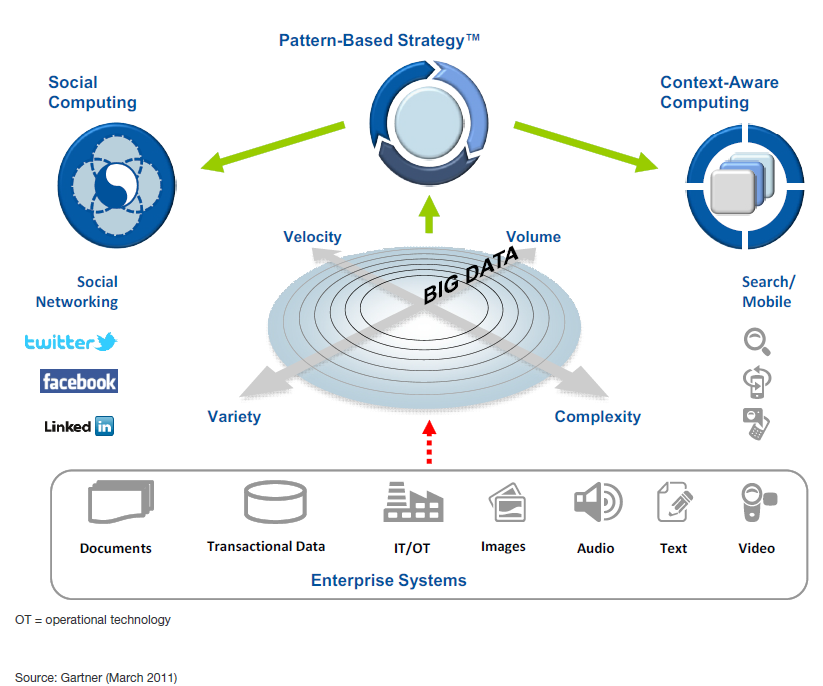 Pattern-Based Strategy™
Social
Computing
Context-Aware
Computing
Velocity
Volume
BIG DATA
Social
Networking
Search/
Mobile
twitter
facebook
Linked in
Variety
Complexity
Documents
Transactional Data
IT/OT
Images
Audio
Text
Video
Enterprise Systems
OT = operational technology
Source: Gartner (March 2011)